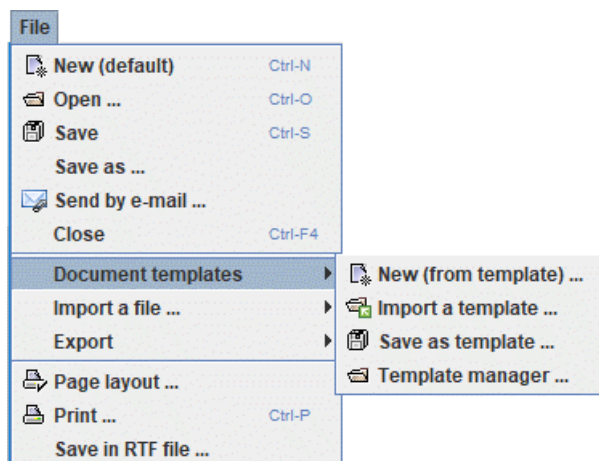 File
New (default) Ctrl-N
Open ... Ctrl-O
Save Ctrl-S
Save as ...
Send by e-mail ...
Close Ctrl-F4
Document templates
Import a file ...
Export
Page layout ...
Print ... Ctrl-P
Save in RTF file ...
New (from template) ...
Import a template ...
Save as template ...
Template manager ...